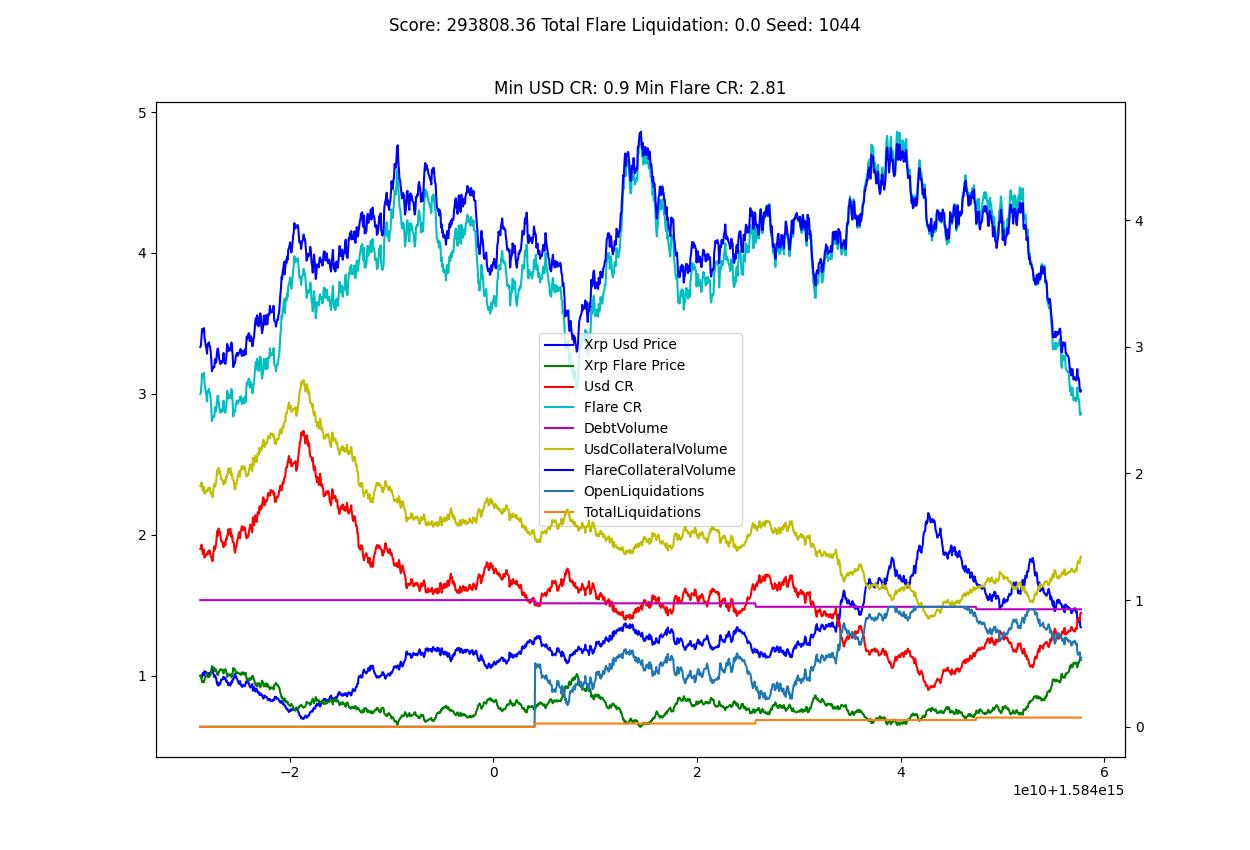 Score: 293808.36 Total Flare Liquidation: 0.0 Seed: 1044
Min USD CR: 0.9 Min Flare CR: 2.81
5
4
3
2
1
4
3
2
1
0
Xrp Usd Price
Xrp Flare Price
Usd CR
Flare CR
DebtVolume
UsdCollateralVolume
FlareCollateralVolume
OpenLiquidations
TotalLiquidations
−2 0 2 4 6
1e10+1.584e15